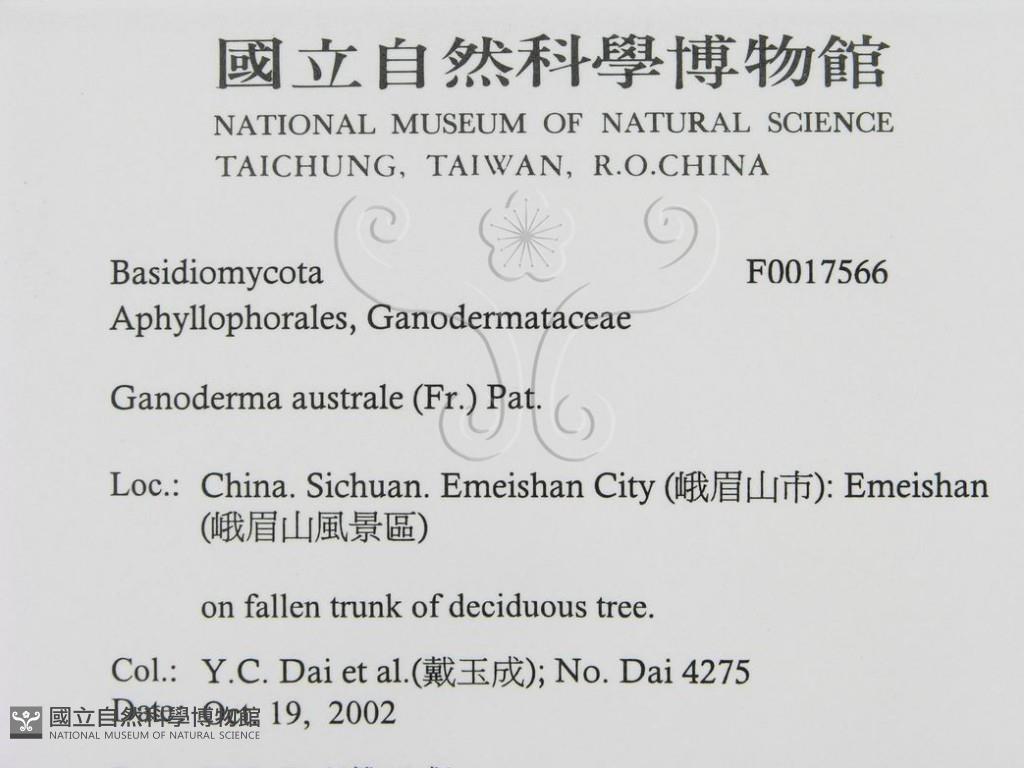 國立自然科學博物館
NATIONAL MUSEUM OF NATURAL SCIENCE
TAICHUNG, TAIWAN, R.O.CHINA
Basidiomycota F0017566
Aphyllophorales, Ganodermataceae
Ganoderma australe (Fr.) Pat.
Loc.: China. Sichuan. Emeishan City (峨眉山市): Emeishan
(峨眉山風景區)
on fallen trunk of deciduous tree.
Col.: Y.C. Dai et al.(戴玉成); No. Dai 4275
Date: Oct. 19, 2002
國立自然科學博物館
NATIONAL MUSEUM OF NATURAL SCIENCE